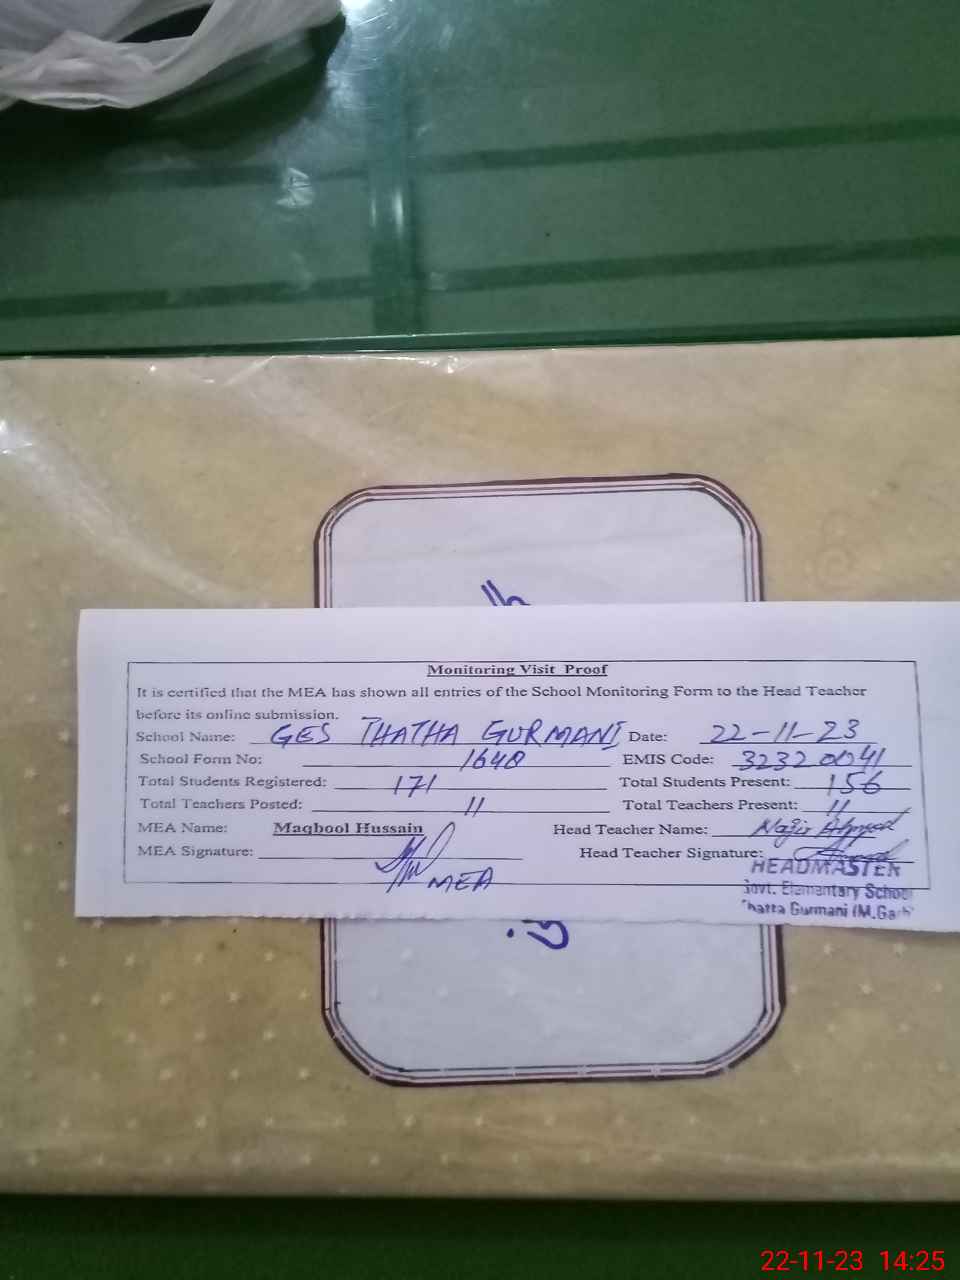 Monitoring Visit Proof
It is certified that the MEA has shown all entries of the School Monitoring Form to the Head Teacher
before its online submission.
School Name: GES THATHA GURMANI Date: 22-11-23
School Form No: 1640 EMIS Code: 32320041
Total Students Registered: 171 Total Students Present: 156
Total Teachers Posted: 11 Total Teachers Present: 11
MEA Name: Maqbool Hussain Head Teacher Name: Nazir Ahmad
MEA Signature: Head Teacher Signature:
MEA
HEADMASTER
Govt. Elementary School
Thatta Gurmani (M.Garh)
22-11-23 14:25